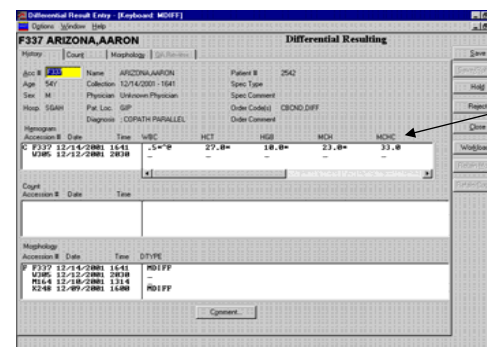 Differential Result Entry - [Keyboard MDIFF]
Options Window Help
F337 ARIZONA,AARON Differential Resulting
History Count Morphology
Save
Acc # F337 Name ARIZONA,AARON Patient # 2542
Age 54Y Collection 12/14/2001 - 1641 Spec Type
Hold
Sex M Physician Unknown Physician Spec Comment
Hosp. SGAH Pat. Loc. GIP Order Code(s) CBCND,DIFF
Reject
Diagnosis ; COPATH PARALLEL Order Comment
Close
Hemogram
Accession # Date Time WBC HCT HGB MCH MCHC
C F337 12/14/2001 1641 .5*^@ 27.0* 10.0* 23.0* 33.0
W305 12/12/2001 2030 _ _ _ _ _
Count
Accession # Date Time
Morphology
Accession # Date Time DTYPE
F F337 12/14/2001 1641 MDIFF
W305 12/12/2001 2030 _
M164 12/10/2001 1314 _
X248 12/09/2001 1600 MDIFF
Comment...